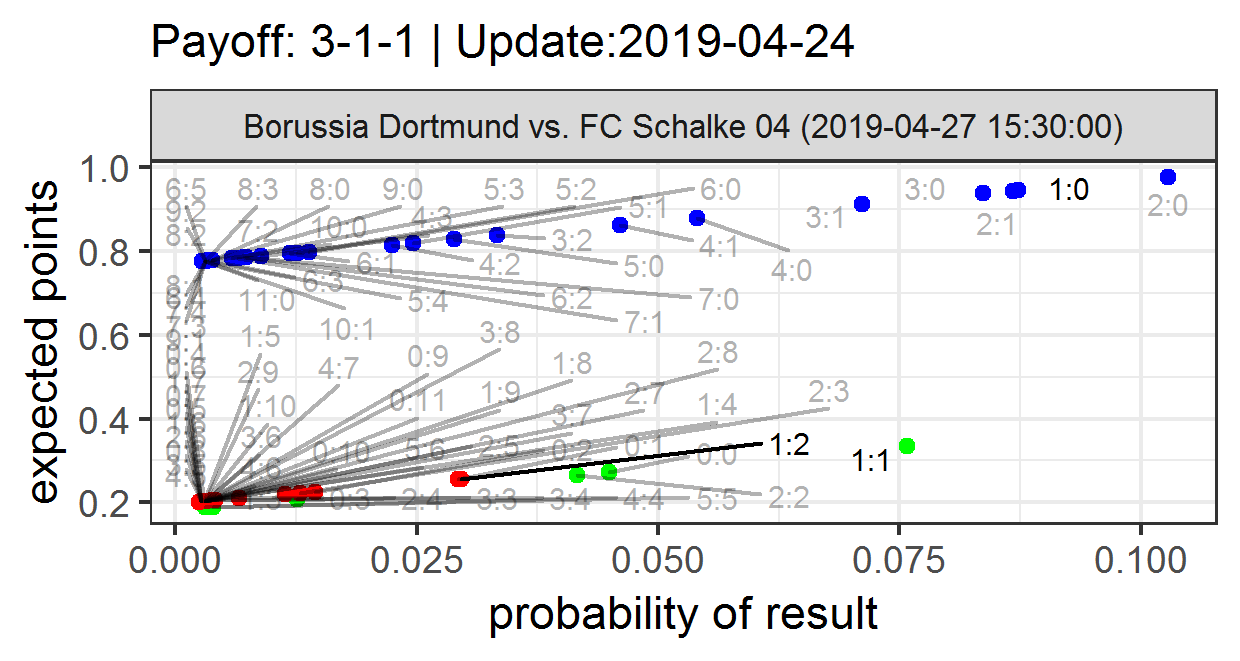 Payoff: 3-1-1 | Update:2019-04-24
Borussia Dortmund vs. FC Schalke 04 (2019-04-27 15:30:00)
expected points
1.0
0.8
0.6
0.4
0.2
6:5 8:3 8:0 9:0 5:3 5:2 6:0 3:0 1:0
9:2 2:0
8:2 7:2 10:0 4:3 5:1 3:1 2:1
3:2 4:1
6:1 4:2 5:0 4:0
6:3
11:0 5:4 6:2 7:0
10:1 7:1
1:5 3:8
0:9 2:8
2:9 4:7 1:8
1:9 2:7 2:3
1:10 0:11 1:4
3:7
3:6 0:10 5:6 2:5 0:2 0:1 1:2
4:6 0:0 1:1
0:3 2:4 3:3 3:4 4:4 5:5 2:2
0.000 0.025 0.050 0.075 0.100
probability of result